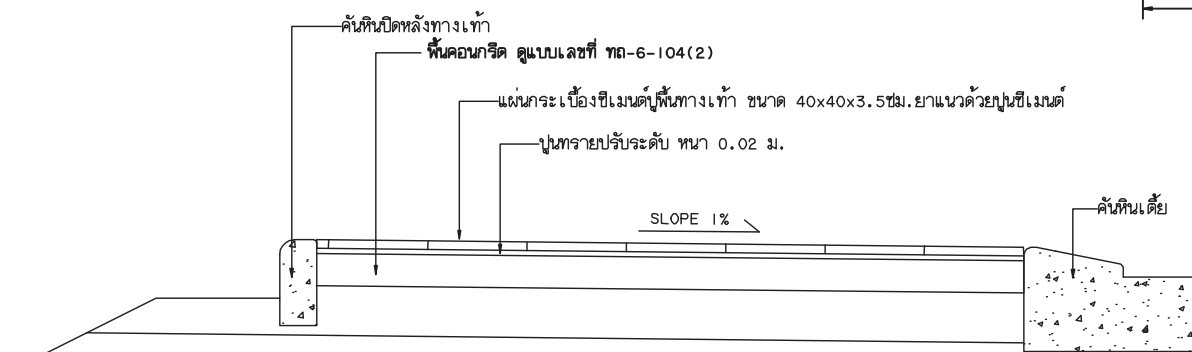 คันหินปิดหลังทางเท้า
พื้นคอนกรีต ดูแบบเลขที่ ทถ-6-104(2)
แผ่นกระเบื้องซีเมนต์ปูพื้นทางเท้า ขนาด 40x40x3.5ซม.ยาแนวด้วยปูนซีเมนต์
ปูนทรายปรับระดับ หนา 0.02 ม.
คันหินเตี้ย
SLOPE 1%